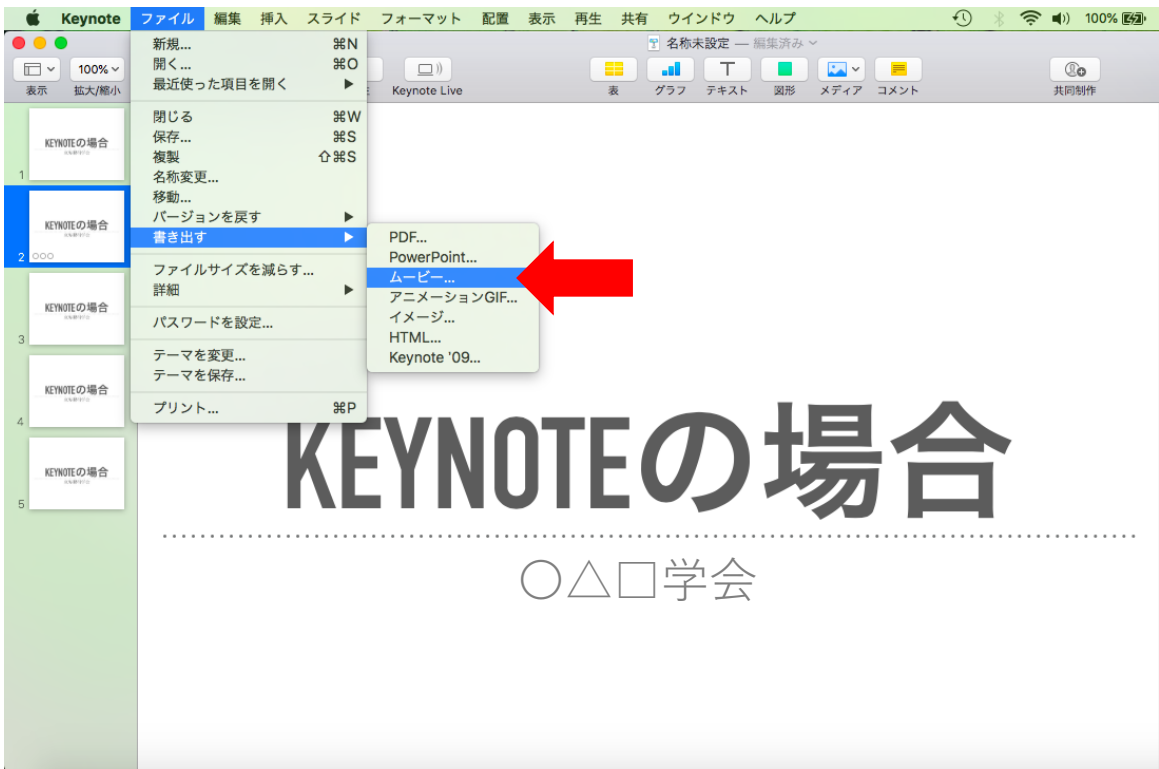 Keynote ファイル 編集 挿入 スライド フォーマット 配置 表示 再生 共有 ウインドウ ヘルプ 100%
名称未設定 — 編集済み
100%
表示 拡大/縮小 Keynote Live 表 グラフ テキスト 図形 メディア コメント 共同制作
新規... ⌘N
開く... ⌘O
最近使った項目を開く ▶
閉じる ⌘W
保存... ⌘S
複製 ⇧⌘S
名称変更...
移動...
バージョンを戻す ▶
書き出す ▶
ファイルサイズを減らす...
詳細 ▶
パスワードを設定...
テーマを変更...
テーマを保存...
プリント... ⌘P
PDF...
PowerPoint...
ムービー...
アニメーションGIF...
イメージ...
HTML...
Keynote '09...
KEYNOTEの場合
1
KEYNOTEの場合
2
KEYNOTEの場合
3
KEYNOTEの場合
4
KEYNOTEの場合
5
KEYNOTEの場合
〇△□学会